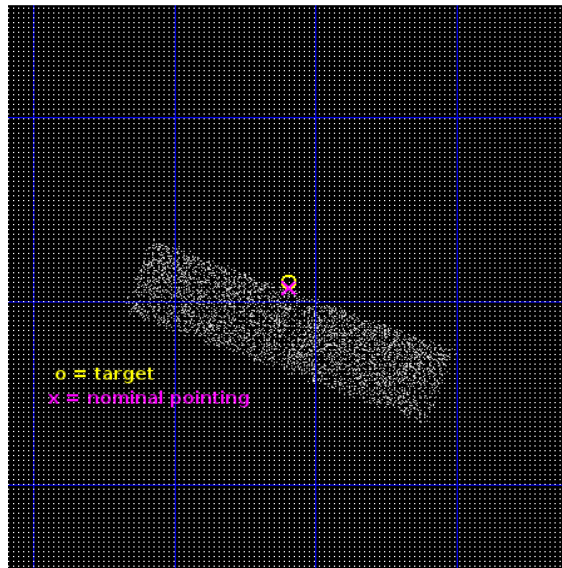 o = target
x = nominal pointing